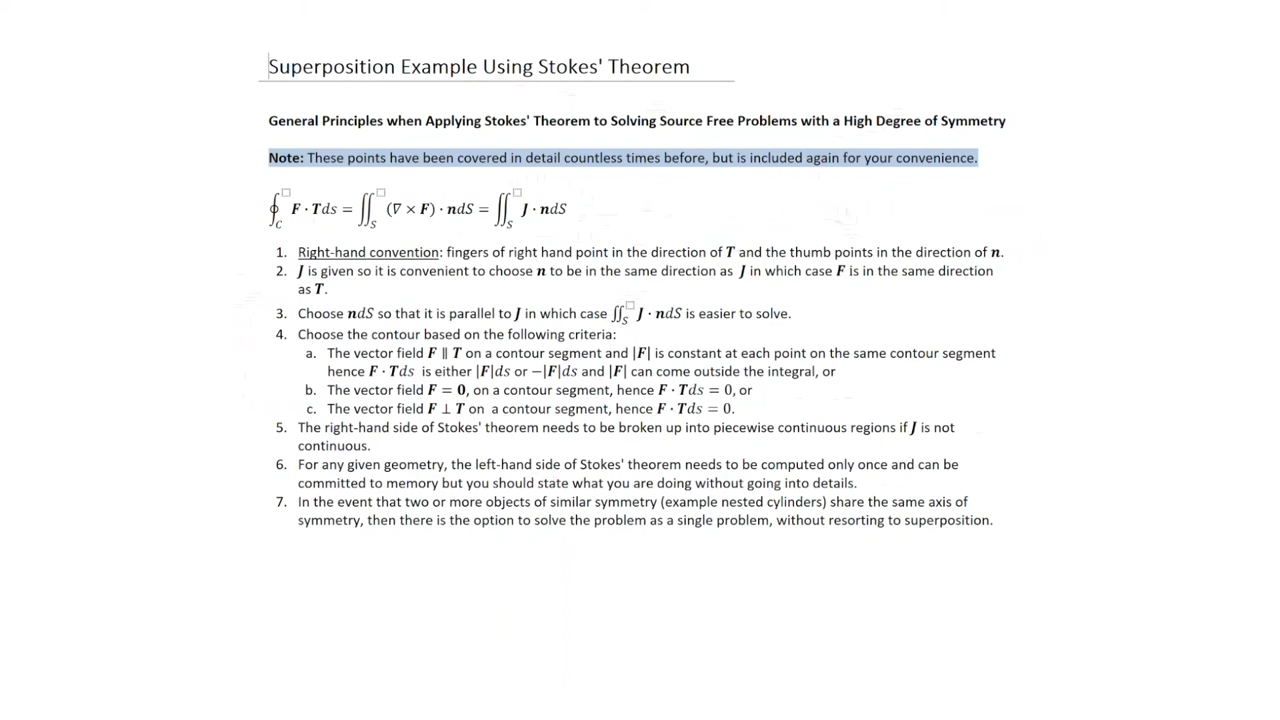 Superposition Example Using Stokes' Theorem
General Principles when Applying Stokes' Theorem to Solving Source Free Problems with a High Degree of Symmetry
Note: These points have been covered in detail countless times before, but is included again for your convenience.
∮_C^□ F · Tds = ∬_S^□ (∇ × F) · ndS = ∬_S^□ J · ndS
1. Right-hand convention: fingers of right hand point in the direction of T and the thumb points in the direction of n.
2. J is given so it is convenient to choose n to be in the same direction as J in which case F is in the same direction
as T.
3. Choose ndS so that it is parallel to J in which case ∬_S^□ J · ndS is easier to solve.
4. Choose the contour based on the following criteria:
a. The vector field F ∥ T on a contour segment and |F| is constant at each point on the same contour segment
hence F · Tds is either |F|ds or −|F|ds and |F| can come outside the integral, or
b. The vector field F = 0, on a contour segment, hence F · Tds = 0, or
c. The vector field F ⊥ T on a contour segment, hence F · Tds = 0.
5. The right-hand side of Stokes' theorem needs to be broken up into piecewise continuous regions if J is not
continuous.
6. For any given geometry, the left-hand side of Stokes' theorem needs to be computed only once and can be
committed to memory but you should state what you are doing without going into details.
7. In the event that two or more objects of similar symmetry (example nested cylinders) share the same axis of
symmetry, then there is the option to solve the problem as a single problem, without resorting to superposition.